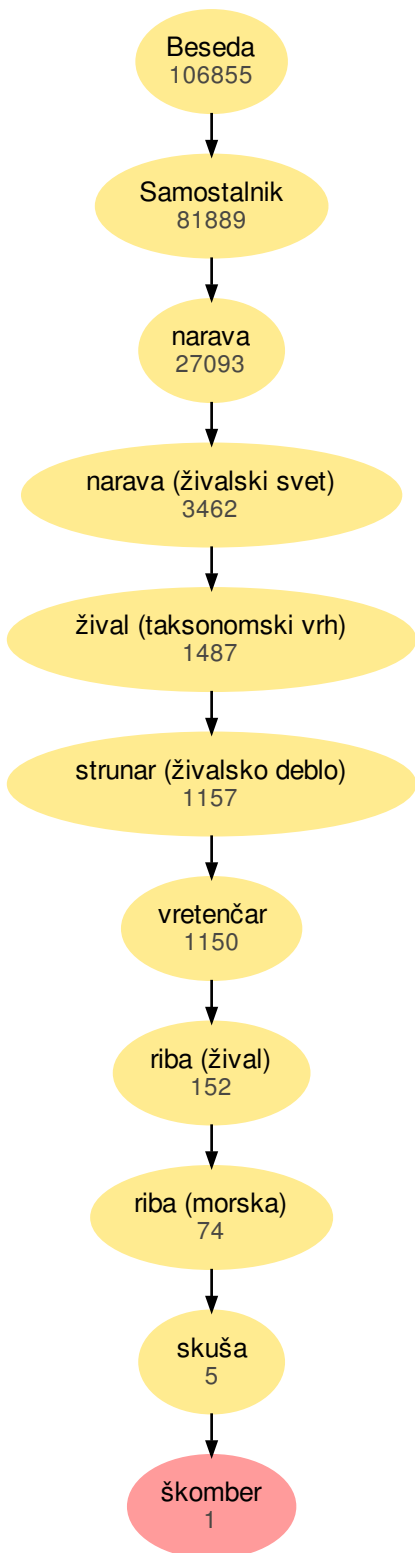 Beseda
106855
Samostalnik
81889
narava
27093
narava (živalski svet)
3462
žival (taksonomski vrh)
1487
strunar (živalsko deblo)
1157
vretenčar
1150
riba (žival)
152
riba (morska)
74
skuša
5
škomber
1